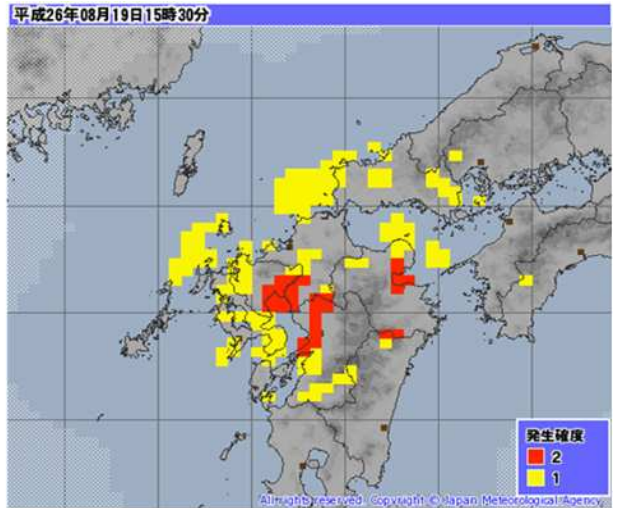 平成26年08月19日15時30分
発生確度
2
1
All rights reserved. Copyright © Japan Meteorological Agency